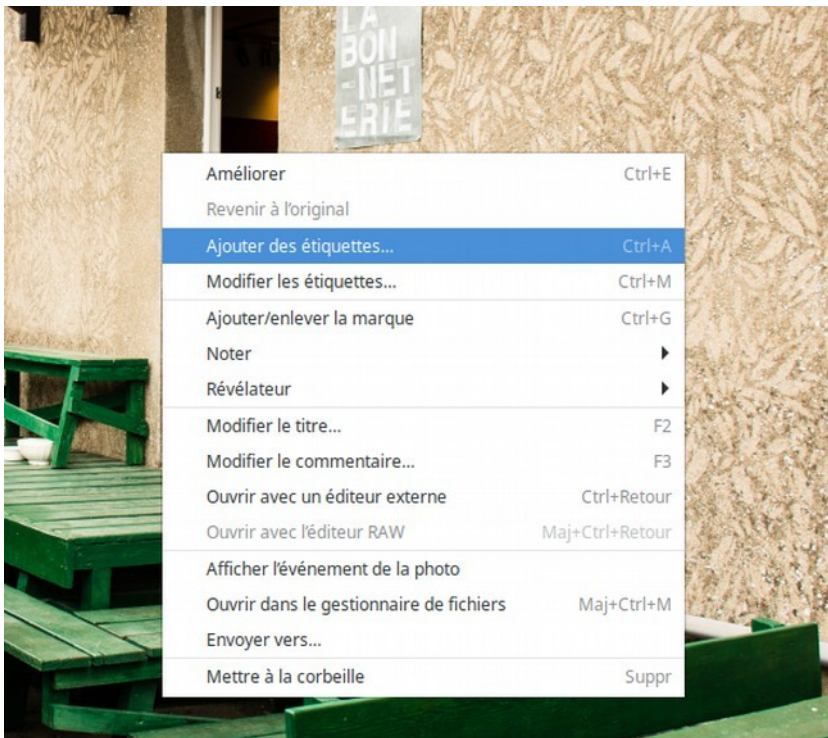 LA
BON
-NET
ERIE
Améliorer Ctrl+E
Revenir à l'original
Ajouter des étiquettes... Ctrl+A
Modifier les étiquettes... Ctrl+M
Ajouter/enlever la marque Ctrl+G
Noter
Révélateur
Modifier le titre... F2
Modifier le commentaire... F3
Ouvrir avec un éditeur externe Ctrl+Retour
Ouvrir avec l'éditeur RAW Maj+Ctrl+Retour
Afficher l'événement de la photo
Ouvrir dans le gestionnaire de fichiers Maj+Ctrl+M
Envoyer vers...
Mettre à la corbeille Suppr